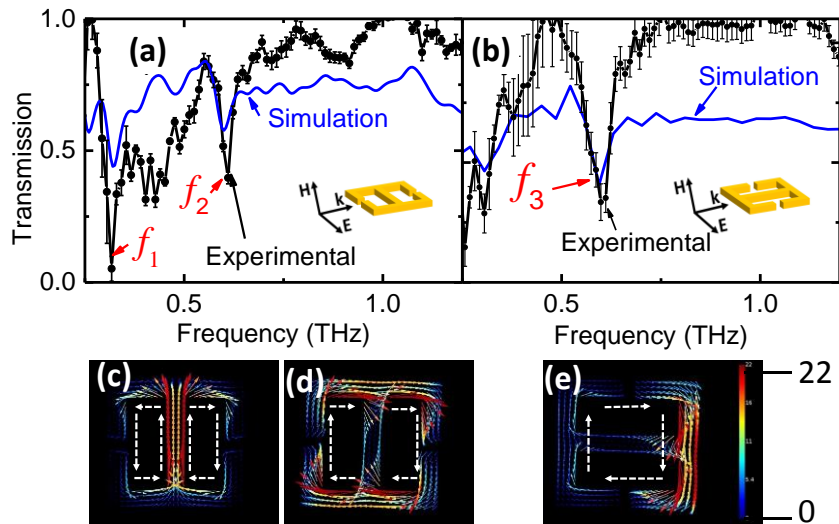 (a)
(b)
1.0
0.5
0.0
Transmission
Simulation
Simulation
f1
f2
f3
Experimental
Experimental
H
k
E
H
k
E
0.5
1.0
0.5
1.0
Frequency (THz)
Frequency (THz)
(c)
(d)
(e)
22
0